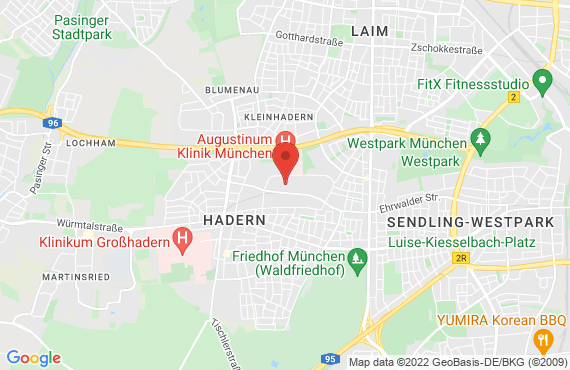 Pasinger
Stadtpark
LAIM
Gotthardstraße
Zschokkestraße
FitX Fitnessstudio
BLUMENAU
2
KLEINHADERN
96
LOCHHAM
Augustinum
Klinik München
H
Westpark München
Westpark
Pasinger Str.
Ehrwalder Str.
Würmtalstraße
HADERN
SENDLING-WESTPARK
Klinikum Großhadern
H
Luise-Kiesselbach-Platz
Friedhof München
(Waldfriedhof)
2R
MARTINSRIED
Tischlerstraße
YUMIRA Korean BBQ
95
Google
Map data ©2022 GeoBasis-DE/BKG (©2009)